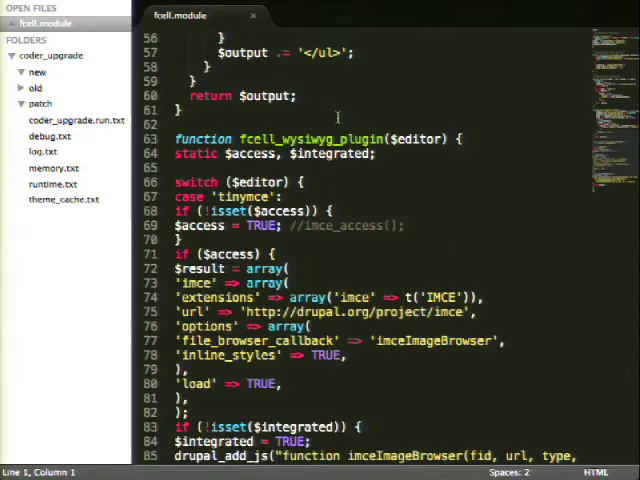 OPEN FILES
× fcell.module
FOLDERS
coder_upgrade
new
old
patch
coder_upgrade.run.txt
debug.txt
log.txt
memory.txt
runtime.txt
theme_cache.txt
fcell.module ×
56 }
57 $output .= '</ul>';
58 }
59 }
60 return $output;
61 }
62
63 function fcell_wysiwyg_plugin($editor) {
64 static $access, $integrated;
65
66 switch ($editor) {
67 case 'tinymce':
68 if (!isset($access)) {
69 $access = TRUE; //imce_access();
70 }
71 if ($access) {
72 $result = array(
73 'imce' => array(
74 'extensions' => array('imce' => t('IMCE')),
75 'url' => 'http://drupal.org/project/imce',
76 'options' => array(
77 'file_browser_callback' => 'imceImageBrowser',
78 'inline_styles' => TRUE,
79 ),
80 'load' => TRUE,
81 ),
82 );
83 if (!isset($integrated)) {
84 $integrated = TRUE;
85 drupal_add_js("function imceImageBrowser(fid, url, type,
Line 1, Column 1
Spaces: 2
HTML